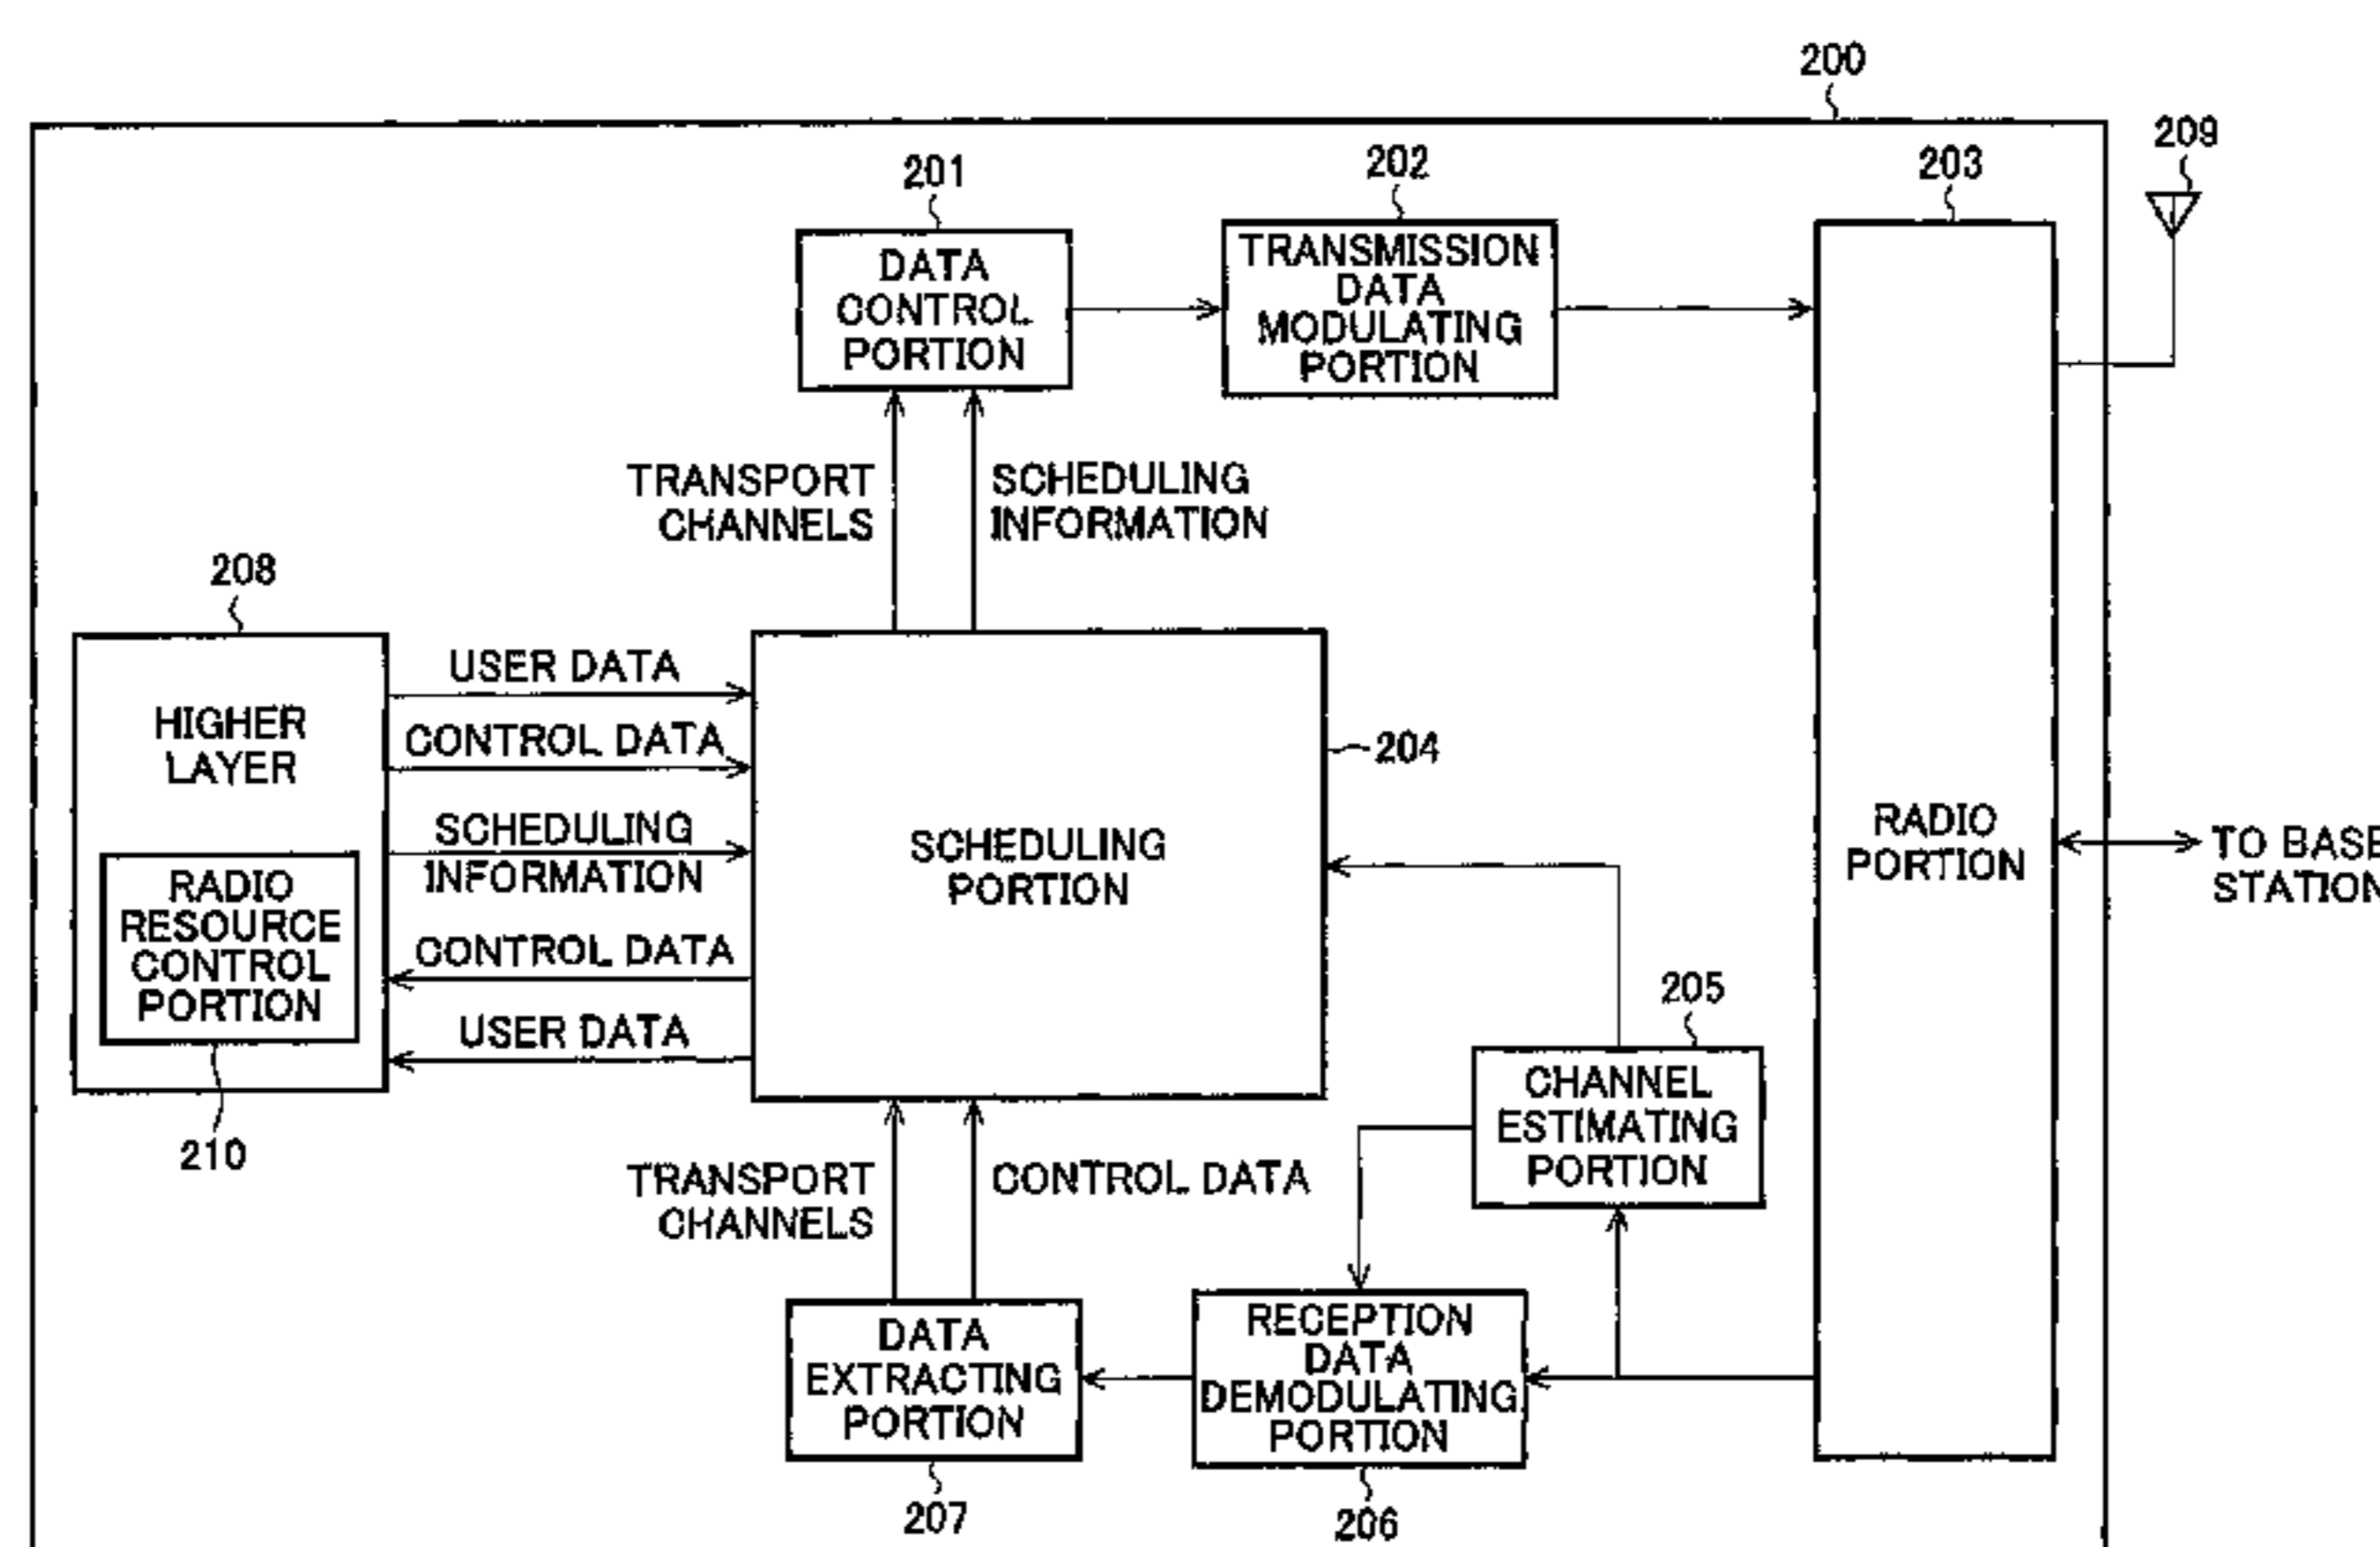 200
209
201
202
203
DATA
CONTROL
PORTION
TRANSMISSION
DATA
MODULATING
PORTION
TRANSPORT
CHANNELS
SCHEDULING
INFORMATION
208
HIGHER
LAYER
USER DATA
CONTROL DATA
SCHEDULING
INFORMATION
CONTROL DATA
USER DATA
RADIO
RESOURCE
CONTROL
PORTION
210
SCHEDULING
PORTION
204
RADIO
PORTION
TO BASE
STATION
205
CHANNEL
ESTIMATING
PORTION
TRANSPORT
CHANNELS
CONTROL DATA
DATA
EXTRACTING
PORTION
207
RECEPTION
DATA
DEMODULATING
PORTION
206